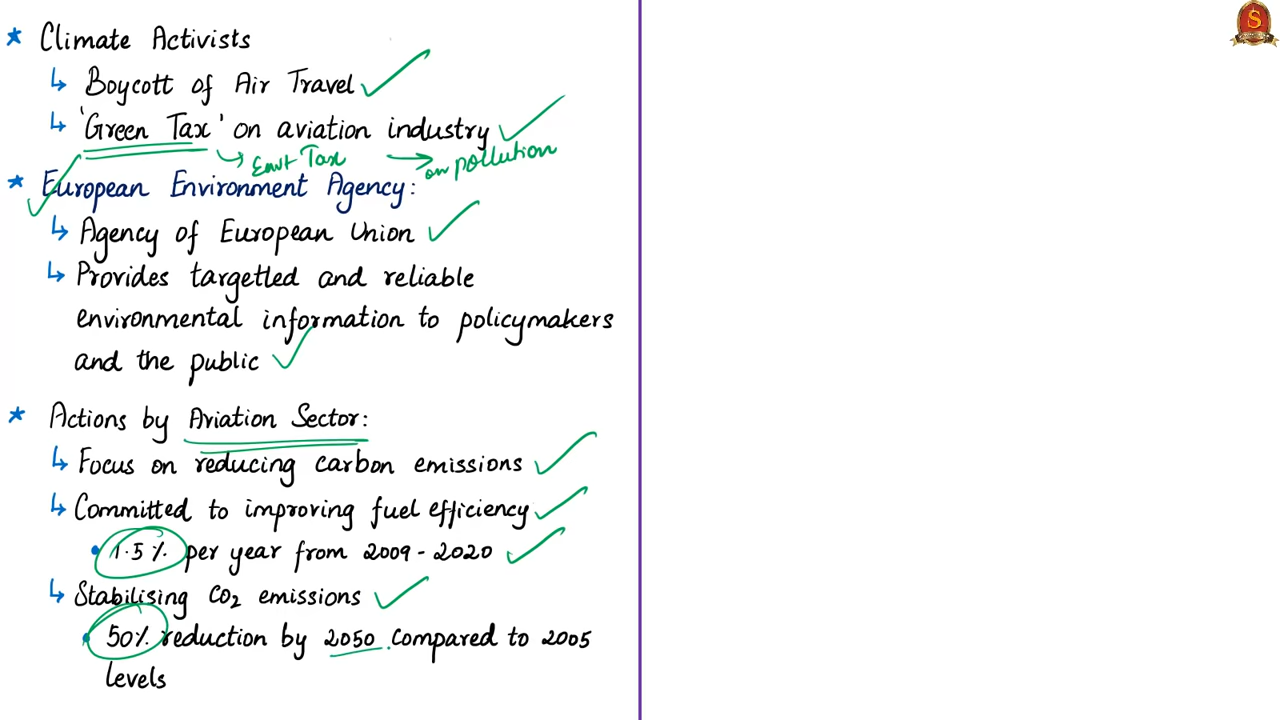 * Climate Activists
↳ Boycott of Air Travel ✓
↳ 'Green Tax' on aviation industry ✓
↳ Envt Tax → on pollution
* European Environment Agency:
↳ Agency of European Union ✓
↳ Provides targetted and reliable
environmental information to policymakers
and the public ✓
* Actions by Aviation Sector:
↳ Focus on reducing carbon emissions ✓
↳ Committed to improving fuel efficiency ✓
• 1.5% per year from 2009 - 2020 ✓
↳ Stabilising CO₂ emissions ✓
• 50% reduction by 2050 compared to 2005
levels
S